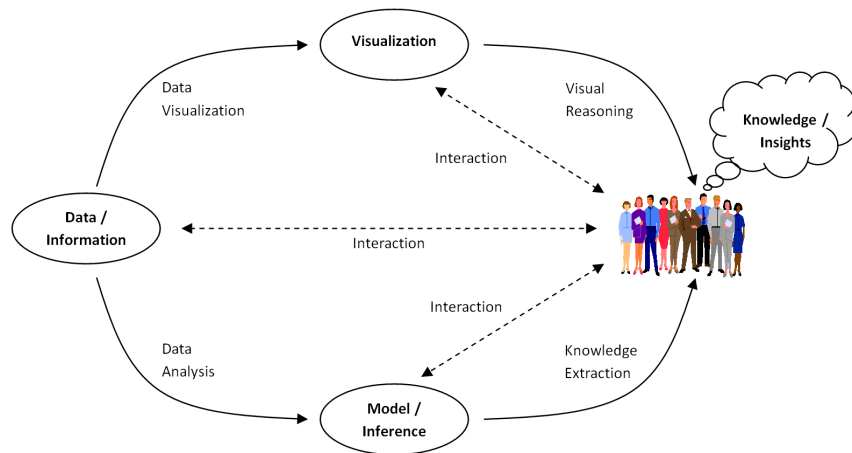 Visualization
Data
Visualization
Visual
Reasoning
Knowledge /
Insights
Interaction
Data /
Information
Interaction
Interaction
Data
Analysis
Knowledge
Extraction
Model /
Inference